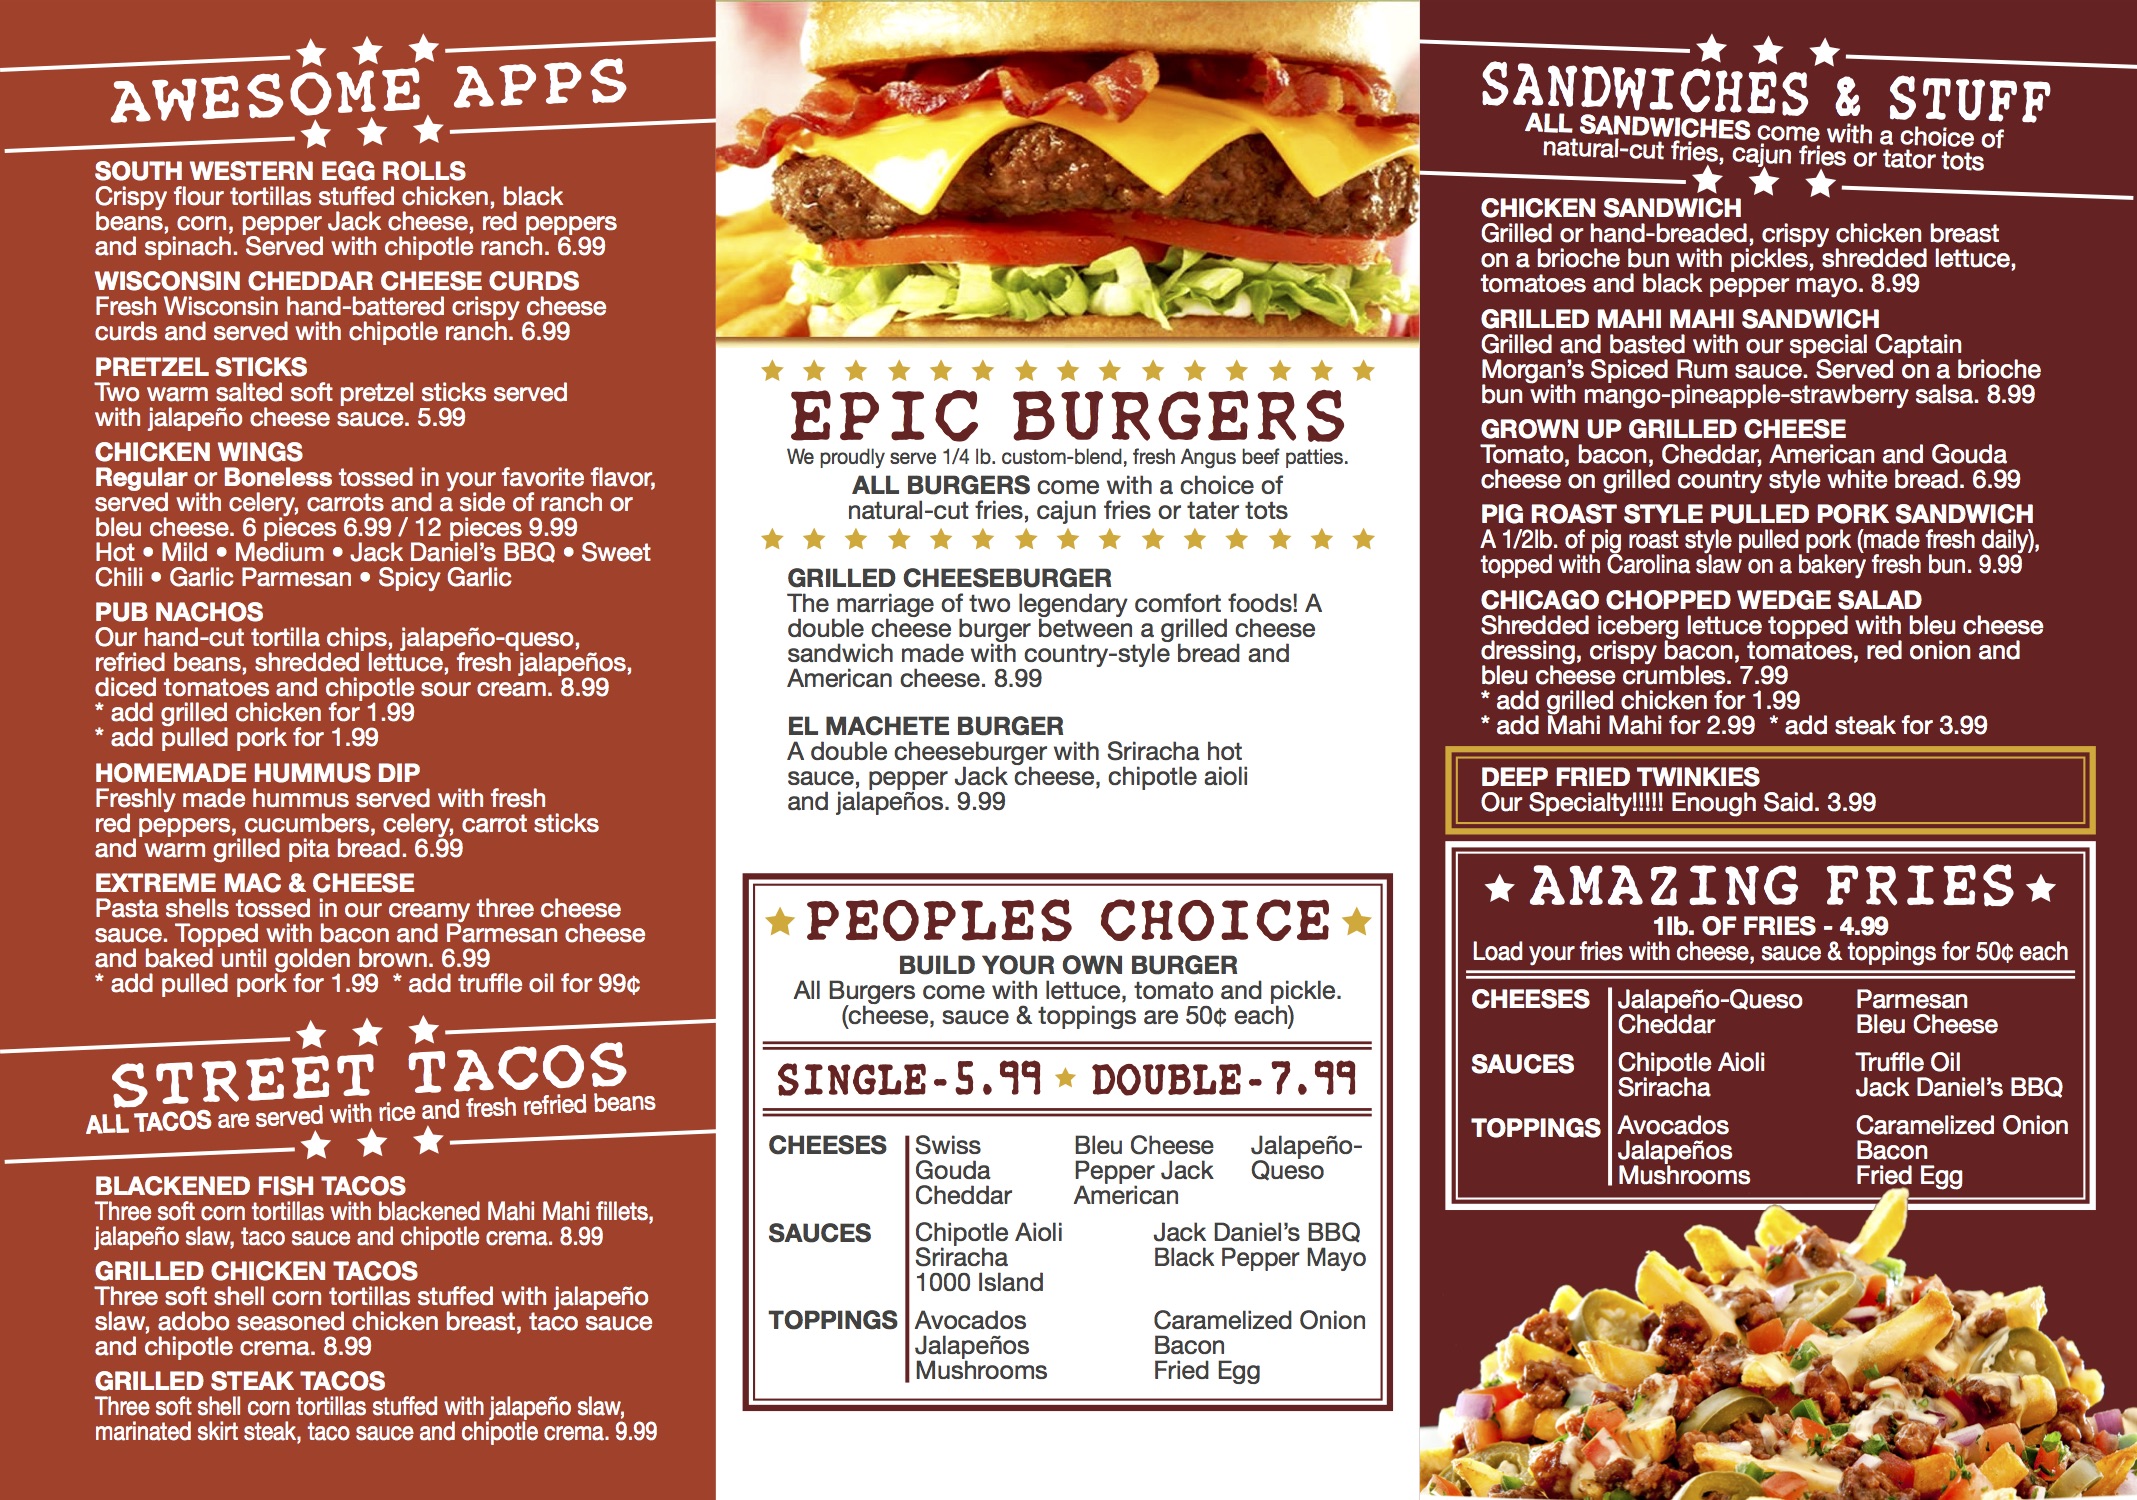 AWESOME APPS
SOUTH WESTERN EGG ROLLS
Crispy flour tortillas stuffed chicken, black
beans, corn, pepper Jack cheese, red peppers
and spinach. Served with chipotle ranch. 6.99
WISCONSIN CHEDDAR CHEESE CURDS
Fresh Wisconsin hand-battered crispy cheese
curds and served with chipotle ranch. 6.99
PRETZEL STICKS
Two warm salted soft pretzel sticks served
with jalapeño cheese sauce. 5.99
CHICKEN WINGS
Regular or Boneless tossed in your favorite flavor,
served with celery, carrots and a side of ranch or
bleu cheese. 6 pieces 6.99 / 12 pieces 9.99
Hot • Mild • Medium • Jack Daniel's BBQ • Sweet
Chili • Garlic Parmesan • Spicy Garlic
PUB NACHOS
Our hand-cut tortilla chips, jalapeño-queso,
refried beans, shredded lettuce, fresh jalapeños,
diced tomatoes and chipotle sour cream. 8.99
* add grilled chicken for 1.99
* add pulled pork for 1.99
HOMEMADE HUMMUS DIP
Freshly made hummus served with fresh
red peppers, cucumbers, celery, carrot sticks
and warm grilled pita bread. 6.99
EXTREME MAC & CHEESE
Pasta shells tossed in our creamy three cheese
sauce. Topped with bacon and Parmesan cheese
and baked until golden brown. 6.99
* add pulled pork for 1.99 * add truffle oil for 99¢
STREET TACOS
ALL TACOS are served with rice and fresh refried beans
BLACKENED FISH TACOS
Three soft corn tortillas with blackened Mahi Mahi fillets,
jalapeño slaw, taco sauce and chipotle crema. 8.99
GRILLED CHICKEN TACOS
Three soft shell corn tortillas stuffed with jalapeño
slaw, adobo seasoned chicken breast, taco sauce
and chipotle crema. 8.99
GRILLED STEAK TACOS
Three soft shell corn tortillas stuffed with jalapeño slaw,
marinated skirt steak, taco sauce and chipotle crema. 9.99
EPIC BURGERS
We proudly serve 1/4 lb. custom-blend, fresh Angus beef patties.
ALL BURGERS come with a choice of
natural-cut fries, cajun fries or tater tots
GRILLED CHEESEBURGER
The marriage of two legendary comfort foods! A
double cheese burger between a grilled cheese
sandwich made with country-style bread and
American cheese. 8.99
EL MACHETE BURGER
A double cheeseburger with Sriracha hot
sauce, pepper Jack cheese, chipotle aioli
and jalapeños. 9.99
PEOPLES CHOICE
BUILD YOUR OWN BURGER
All Burgers come with lettuce, tomato and pickle.
(cheese, sauce & toppings are 50¢ each)
SINGLE-5.99 DOUBLE-7.99
CHEESES Swiss Bleu Cheese Jalapeño-
Gouda Pepper Jack Queso
Cheddar American
SAUCES Chipotle Aioli Jack Daniel's BBQ
Sriracha Black Pepper Mayo
1000 Island
TOPPINGS Avocados Caramelized Onion
Jalapeños Bacon
Mushrooms Fried Egg
SANDWICHES & STUFF
ALL SANDWICHES come with a choice of
natural-cut fries, cajun fries or tator tots
CHICKEN SANDWICH
Grilled or hand-breaded, crispy chicken breast
on a brioche bun with pickles, shredded lettuce,
tomatoes and black pepper mayo. 8.99
GRILLED MAHI MAHI SANDWICH
Grilled and basted with our special Captain
Morgan's Spiced Rum sauce. Served on a brioche
bun with mango-pineapple-strawberry salsa. 8.99
GROWN UP GRILLED CHEESE
Tomato, bacon, Cheddar, American and Gouda
cheese on grilled country style white bread. 6.99
PIG ROAST STYLE PULLED PORK SANDWICH
A 1/2lb. of pig roast style pulled pork (made fresh daily),
topped with Carolina slaw on a bakery fresh bun. 9.99
CHICAGO CHOPPED WEDGE SALAD
Shredded iceberg lettuce topped with bleu cheese
dressing, crispy bacon, tomatoes, red onion and
bleu cheese crumbles. 7.99
* add grilled chicken for 1.99
* add Mahi Mahi for 2.99 * add steak for 3.99
DEEP FRIED TWINKIES
Our Specialty!!!!! Enough Said. 3.99
AMAZING FRIES
1lb. OF FRIES - 4.99
Load your fries with cheese, sauce & toppings for 50¢ each
CHEESES Jalapeño-Queso Parmesan
Cheddar Bleu Cheese
SAUCES Chipotle Aioli Truffle Oil
Sriracha Jack Daniel's BBQ
TOPPINGS Avocados Caramelized Onion
Jalapeños Bacon
Mushrooms Fried Egg